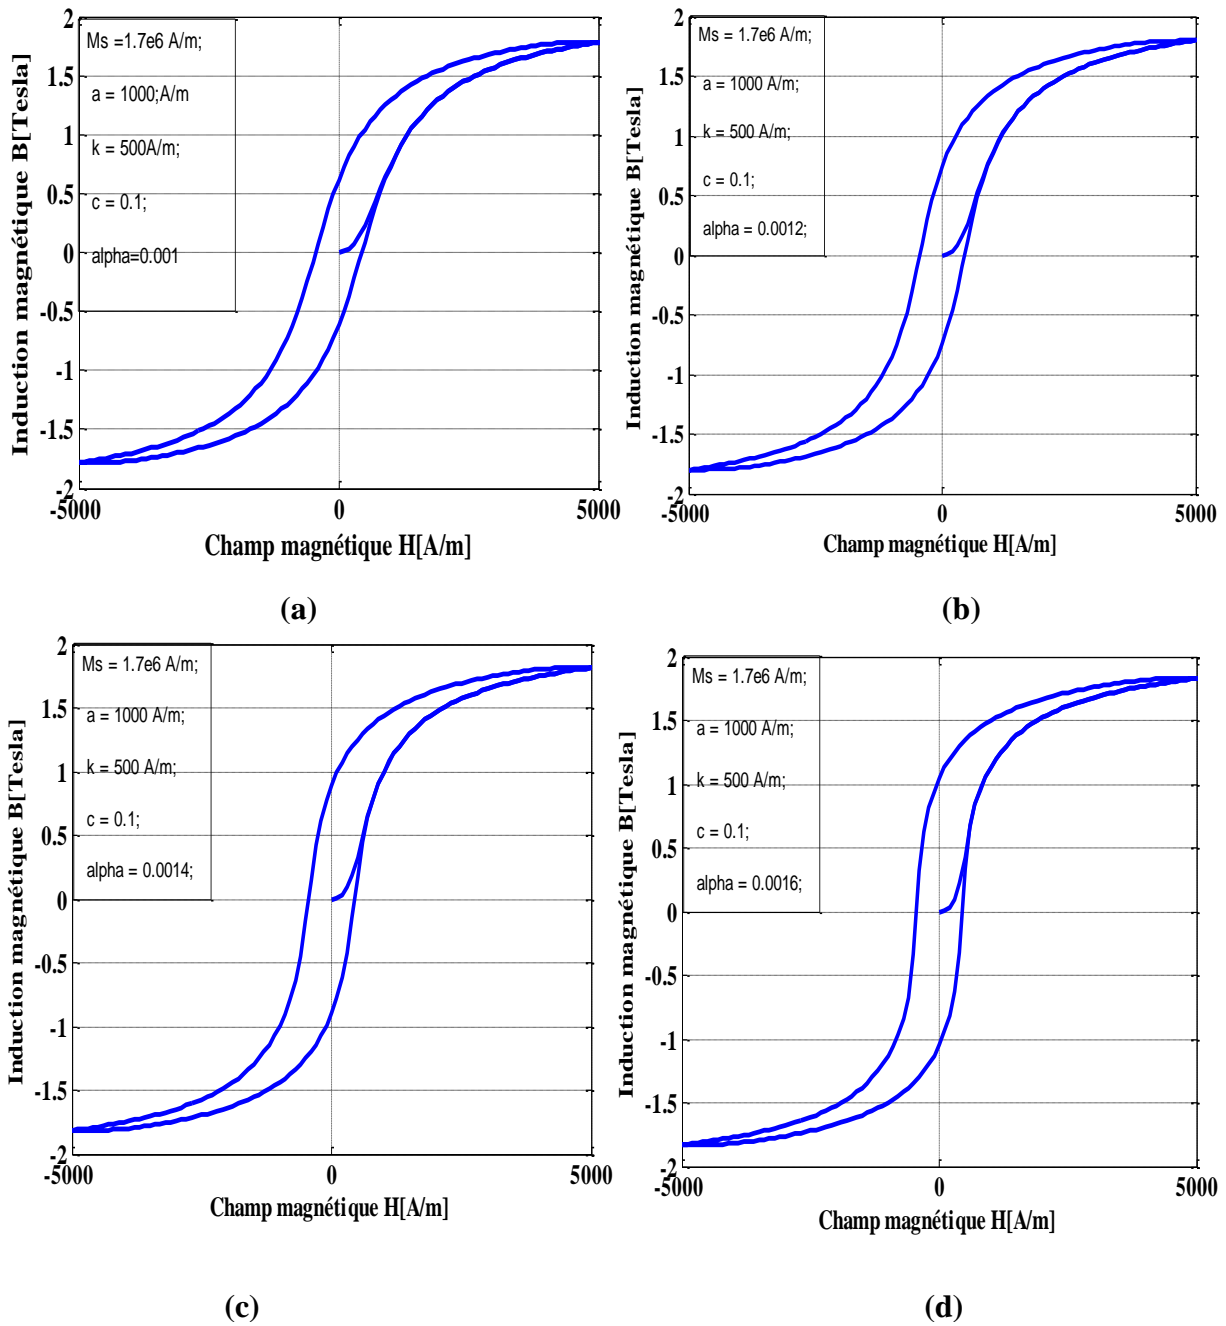 2
1.5
1
0.5
0
-0.5
-1
-1.5
-2
-5000
0
5000
Induction magnétique B[Tesla]
Champ magnétique H[A/m]
Ms =1.7e6 A/m;
a = 1000;A/m
k = 500A/m;
c = 0.1;
alpha=0.001
(a)
2
1.5
1
0.5
0
-0.5
-1
-1.5
-2
-5000
0
5000
Induction magnétique B[Tesla]
Champ magnétique H[A/m]
Ms = 1.7e6 A/m;
a = 1000 A/m;
k = 500 A/m;
c = 0.1;
alpha = 0.0012;
(b)
2
1.5
1
0.5
0
-0.5
-1
-1.5
-2
-5000
0
5000
Induction magnétique B[Tesla]
Champ magnétique H[A/m]
Ms = 1.7e6 A/m;
a = 1000 A/m;
k = 500 A/m;
c = 0.1;
alpha = 0.0014;
(c)
2
1.5
1
0.5
0
-0.5
-1
-1.5
-2
-5000
0
5000
Induction magnétique B[Tesla]
Champ magnétique H[A/m]
Ms = 1.7e6 A/m;
a = 1000 A/m;
k = 500 A/m;
c = 0.1;
alpha = 0.0016;
(d)